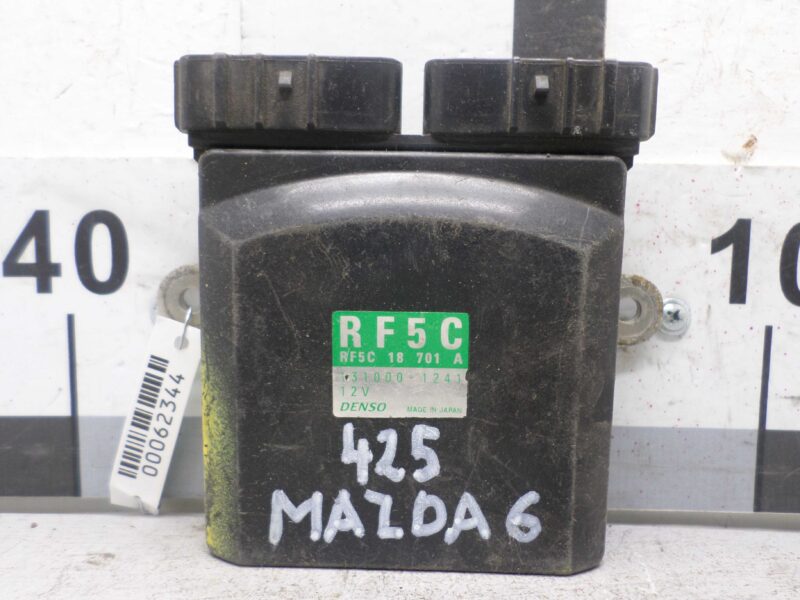 40
10
RF5C
RF5C 18 701 A
131000-1241
12V
DENSO MADE IN JAPAN
00062344
425
MAZDA 6